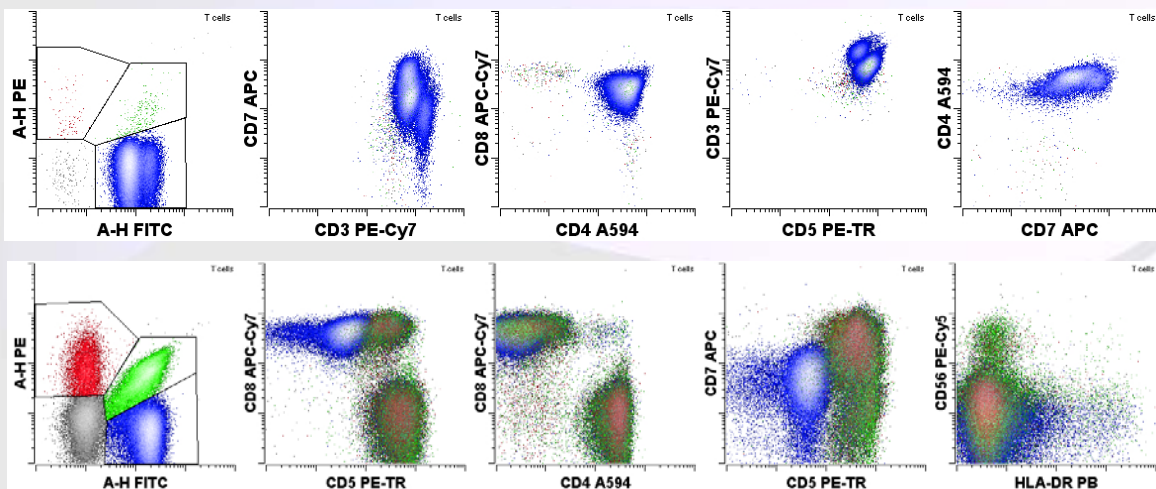 T cells
T cells
T cells
T cells
T cells
A-H PE
CD7 APC
CD8 APC-Cy7
CD3 PE-Cy7
CD4 A594
A-H FITC
CD3 PE-Cy7
CD4 A594
CD5 PE-TR
CD7 APC
T cells
T cells
T cells
T cells
T cells
A-H PE
CD8 APC-Cy7
CD8 APC-Cy7
CD7 APC
CD56 PE-Cy5
A-H FITC
CD5 PE-TR
CD4 A594
CD5 PE-TR
HLA-DR PB